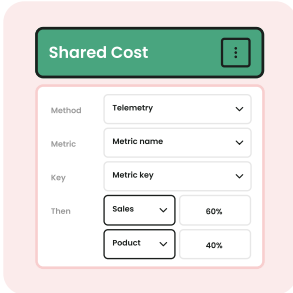 Shared Cost
Method Telemetry
Metric Metric name
Key Metric key
Then Sales 60%
Poduct 40%